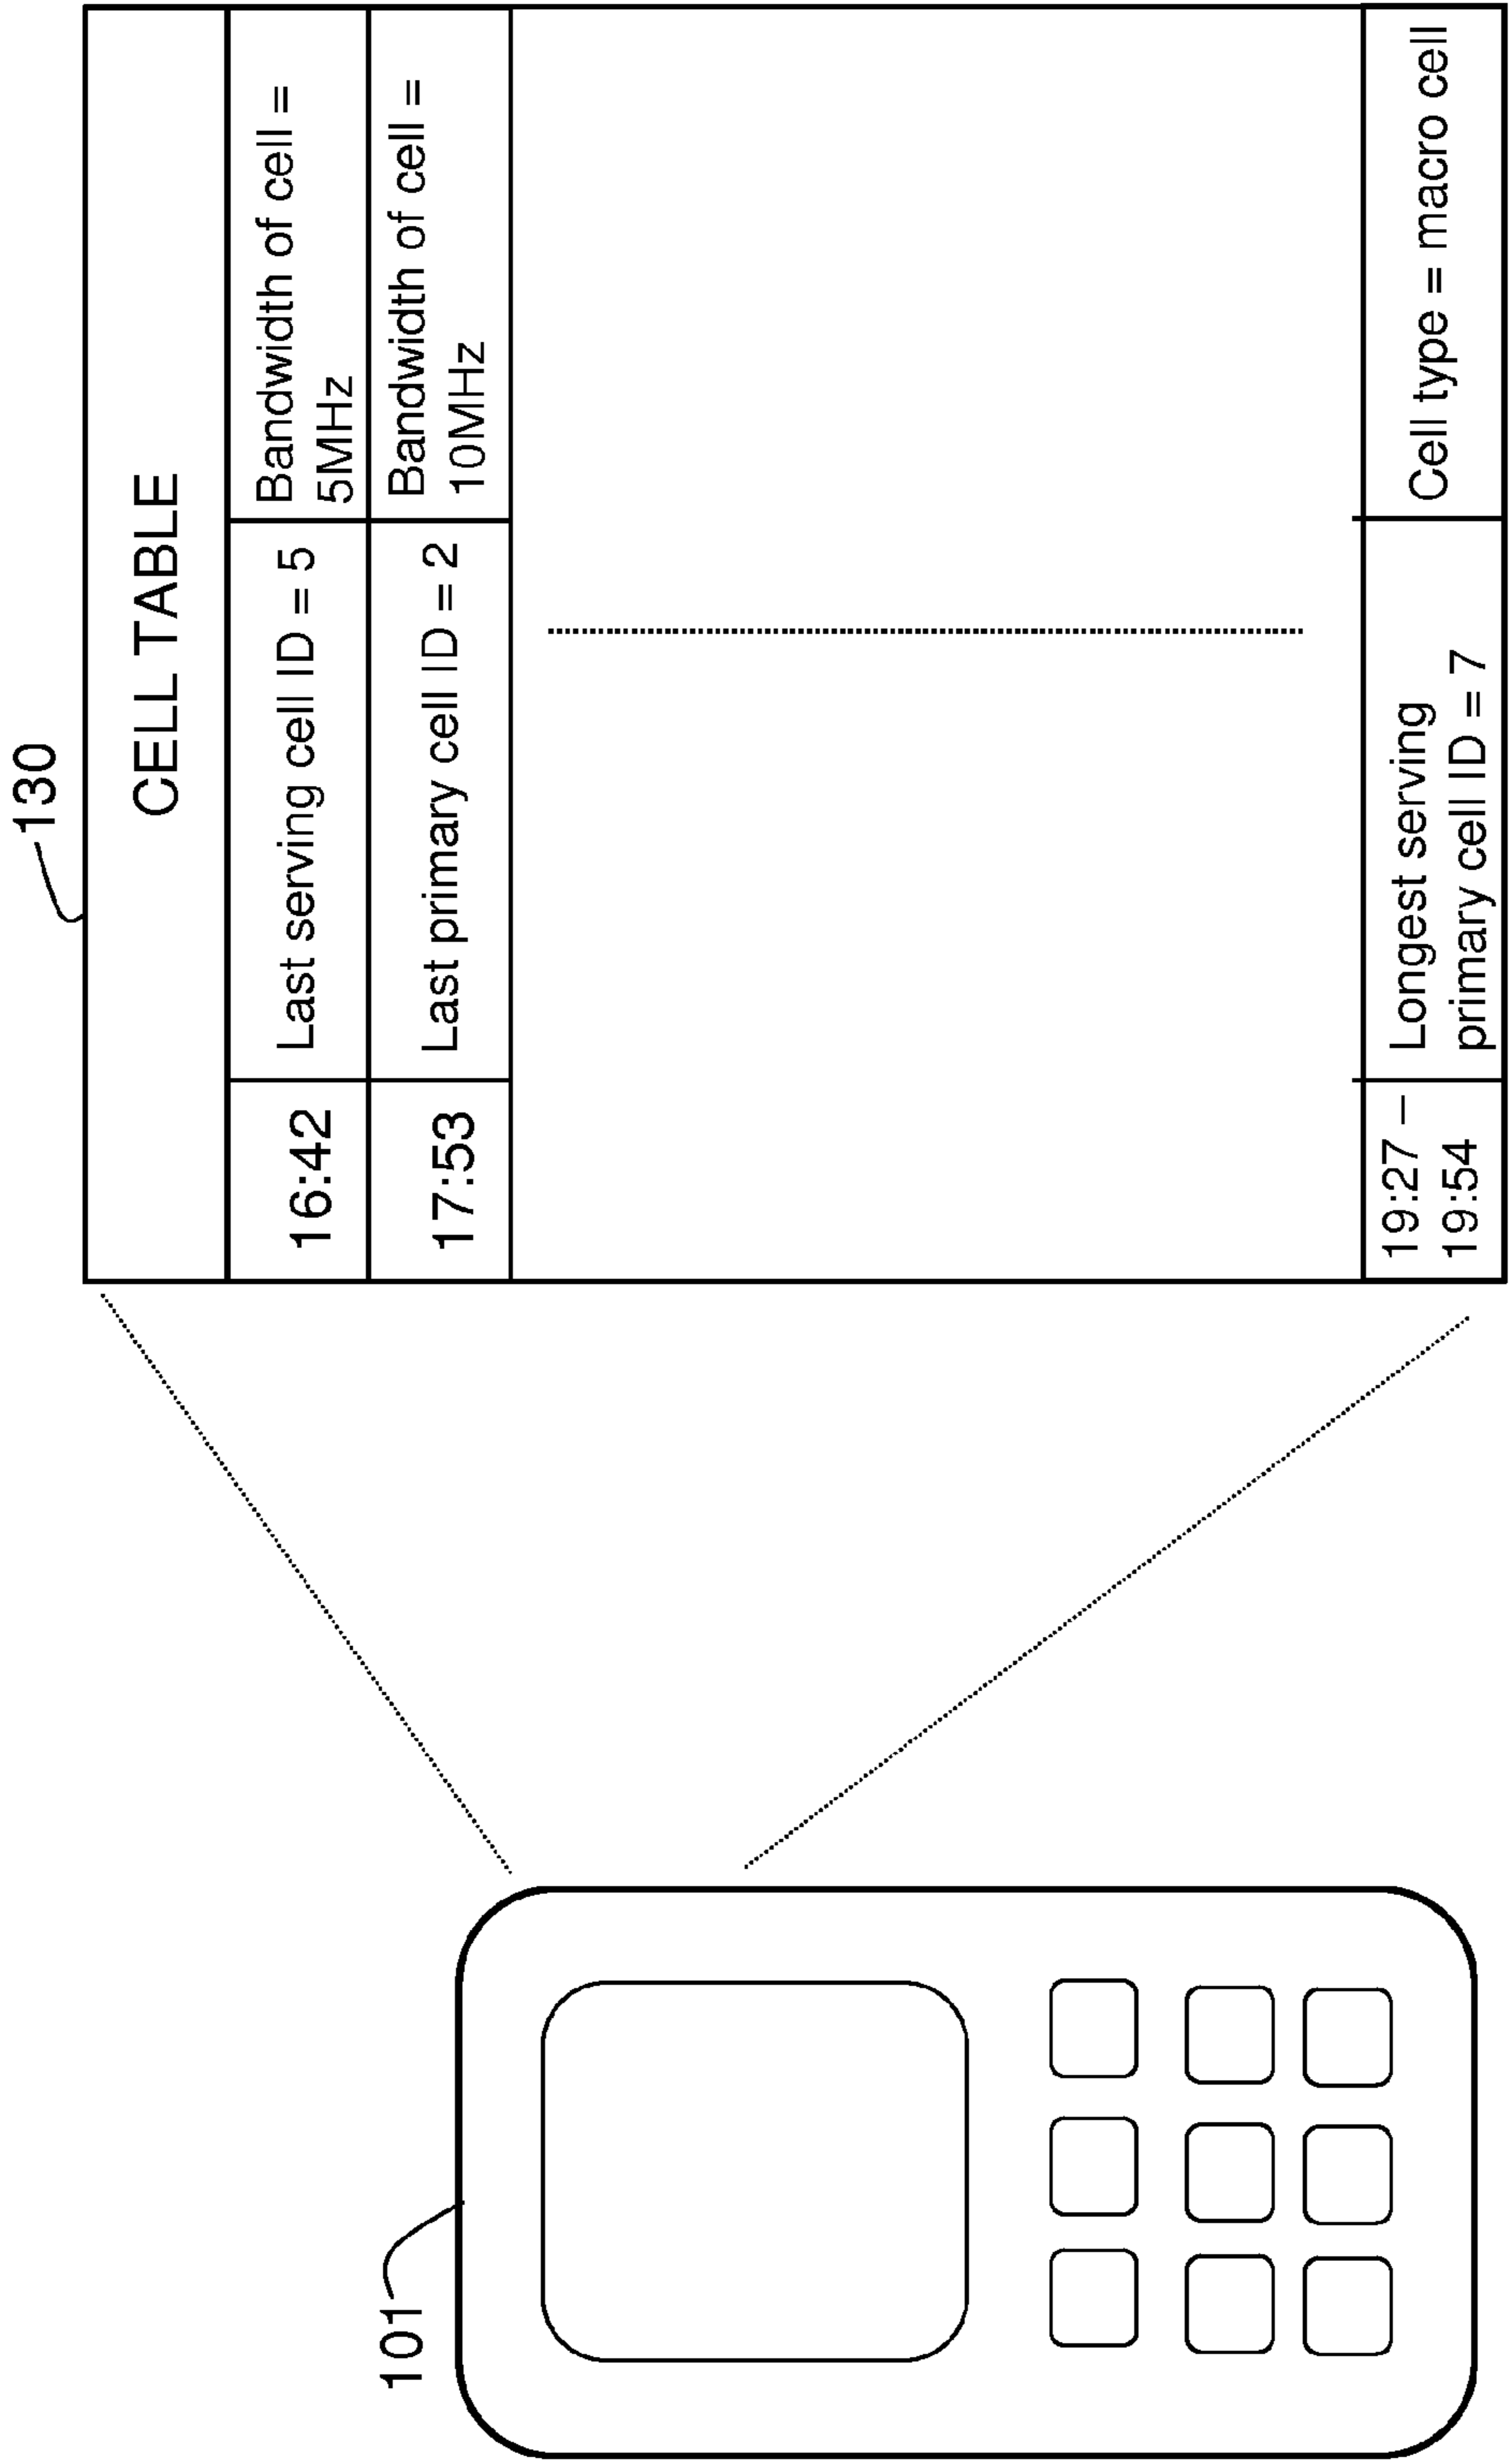 130
CELL TABLE
16:42
Last serving cell ID = 5
Bandwidth of cell =
5MHz
17:53
Last primary cell ID = 2
Bandwidth of cell =
10MHz
19:27 –
19:54
Longest serving
primary cell ID = 7
Cell type = macro cell
101